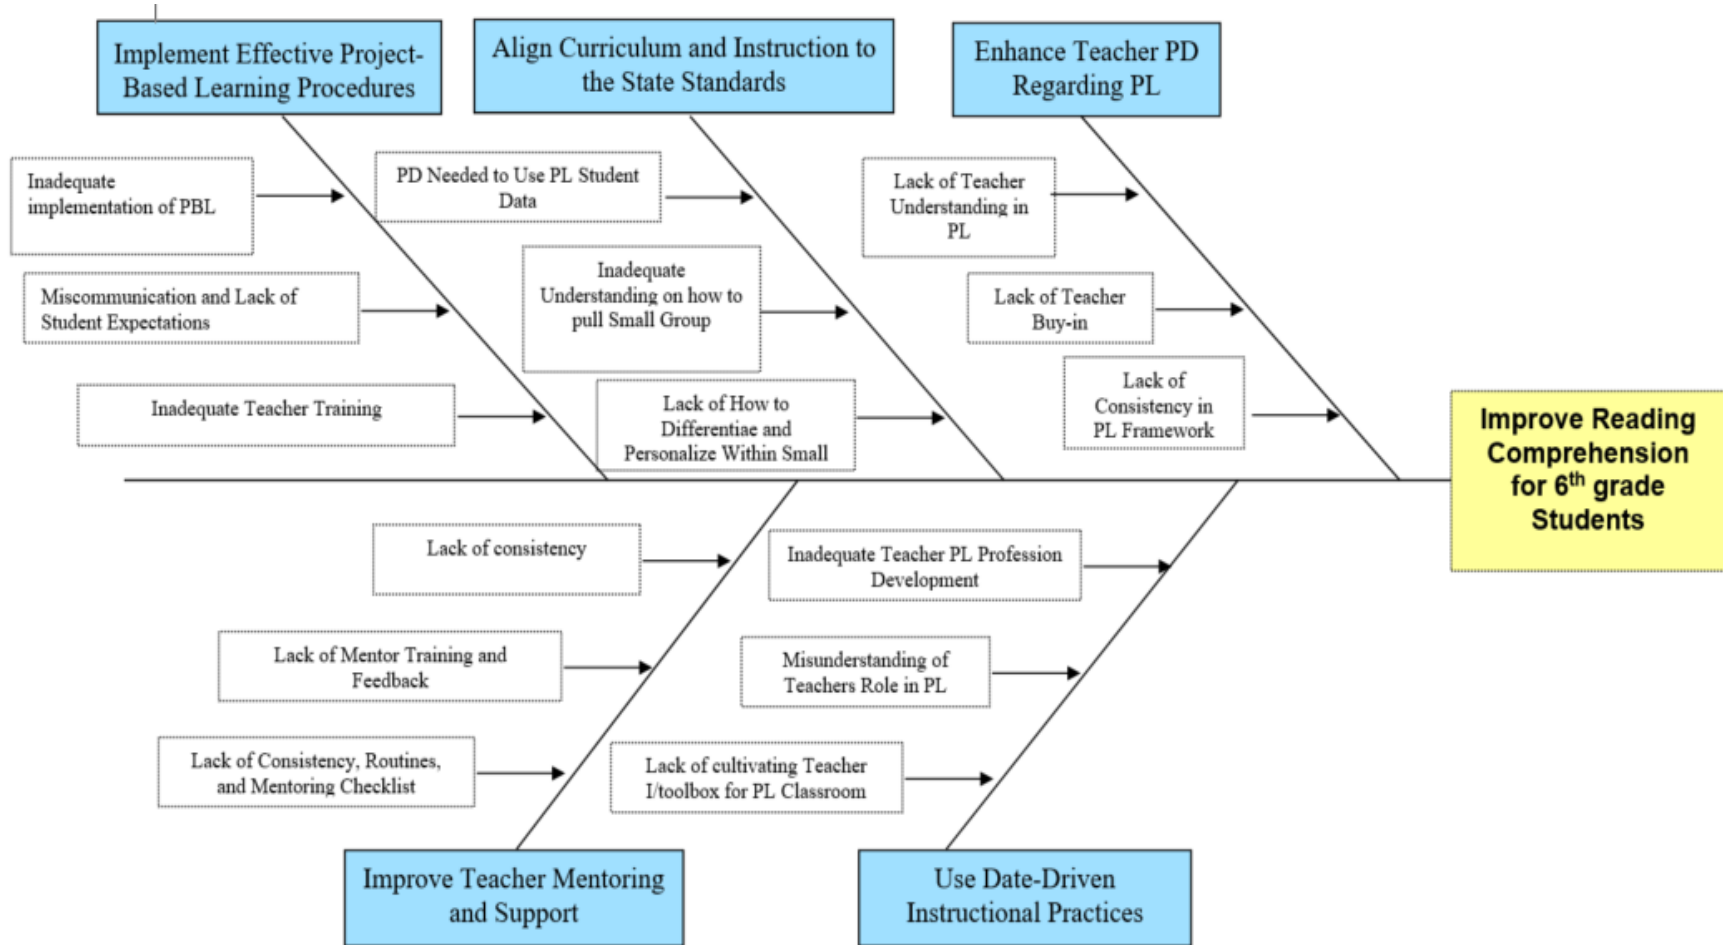 Implement Effective Project-
Based Learning Procedures
Align Curriculum and Instruction to
the State Standards
Enhance Teacher PD
Regarding PL
Inadequate
implementation of PBL
Miscommunication and Lack of
Student Expectations
Inadequate Teacher Training
PD Needed to Use PL Student
Data
Inadequate
Understanding on how to
pull Small Group
Lack of How to
Differentiae and
Personalize Within Small
Lack of Teacher
Understanding in
PL
Lack of Teacher
Buy-in
Lack of
Consistency in
PL Framework
Improve Reading
Comprehension
for 6th grade
Students
Lack of consistency
Lack of Mentor Training and
Feedback
Lack of Consistency, Routines,
and Mentoring Checklist
Inadequate Teacher PL Profession
Development
Misunderstanding of
Teachers Role in PL
Lack of cultivating Teacher
I/toolbox for PL Classroom
Improve Teacher Mentoring
and Support
Use Date-Driven
Instructional Practices